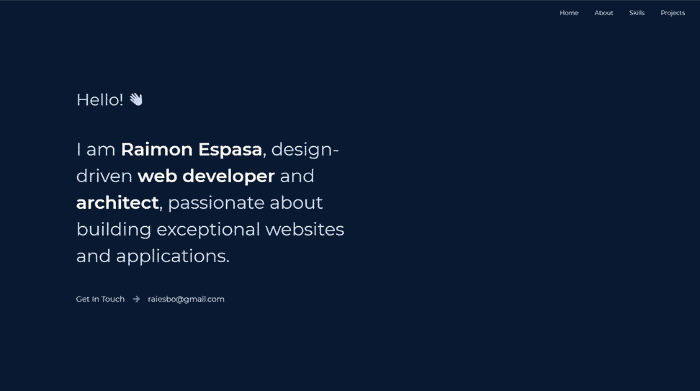 Home About Skills Projects
Hello! 👋
I am Raimon Espasa, design-
driven web developer and
architect, passionate about
building exceptional websites
and applications.
Get In Touch → raiesbo@gmail.com